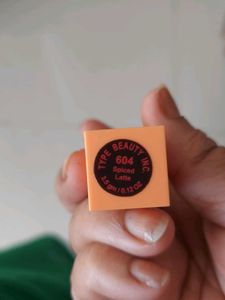 TYPE BEAUTY INC.
604
Spiced
Latte
3.5 gm / 0.12 OZ